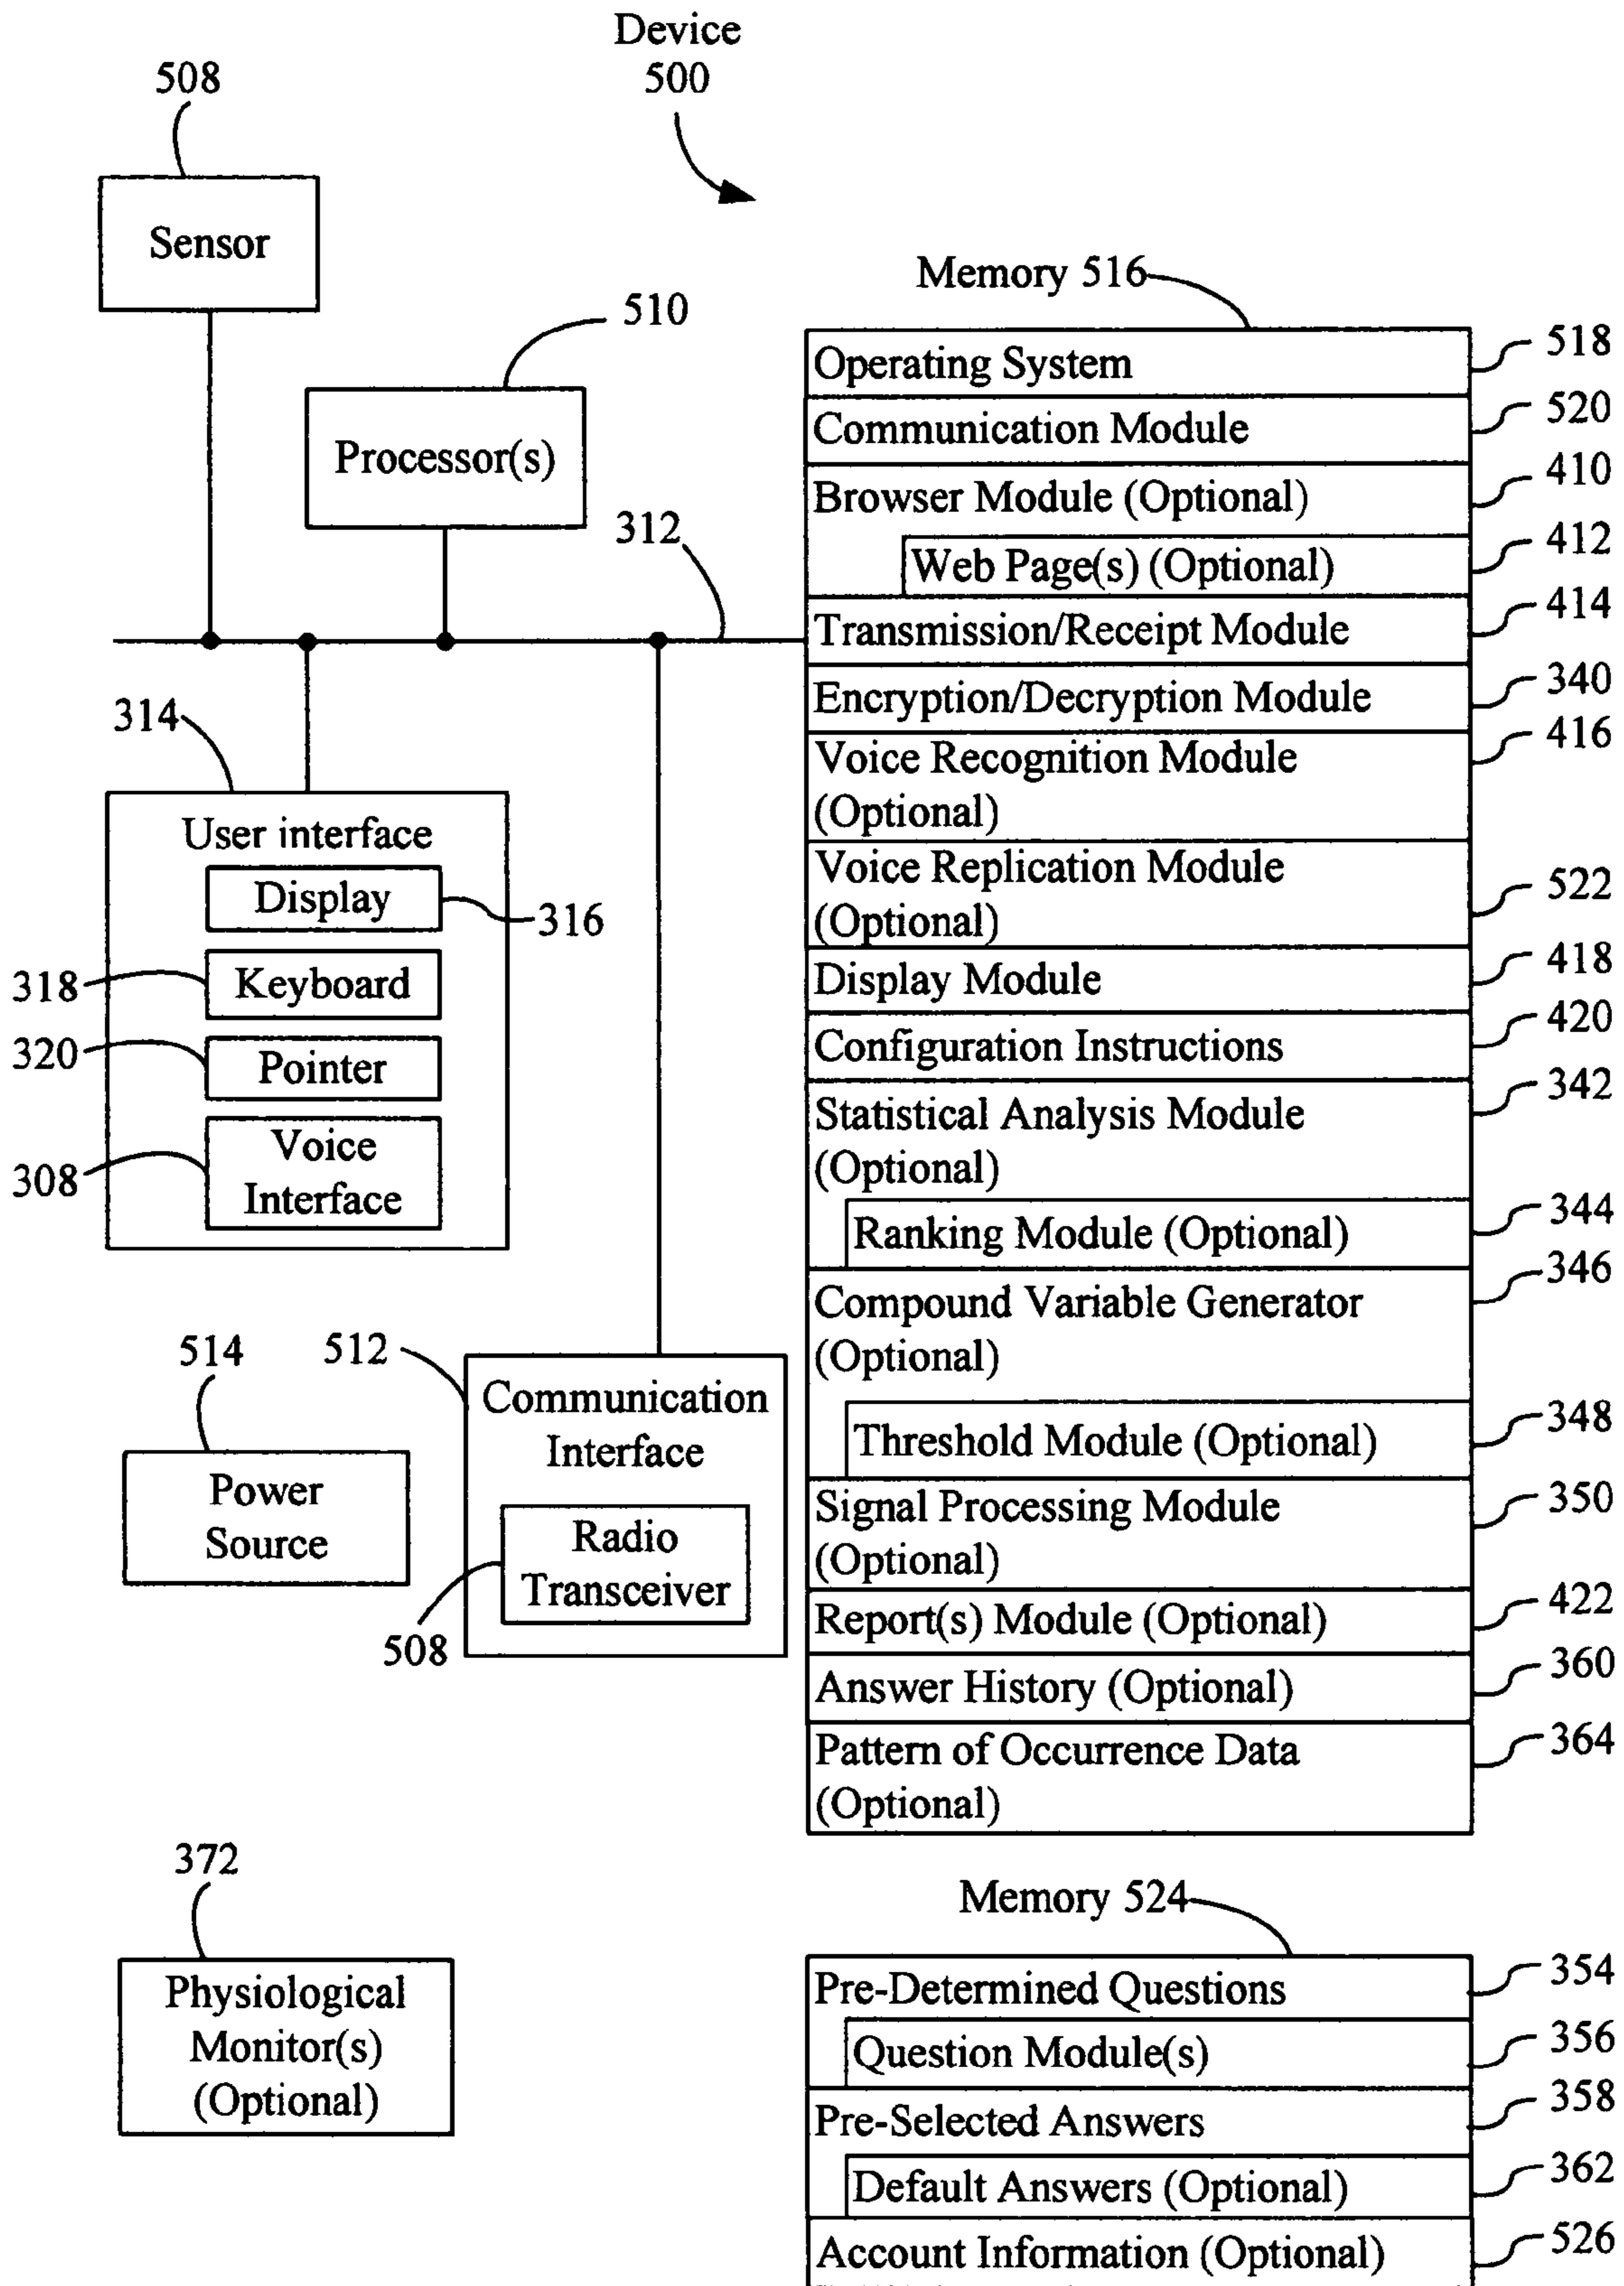 Device
500
508
Sensor
510
Processor(s)
312
314
User interface
Display
316
318
Keyboard
320
Pointer
308
Voice
Interface
514
Power
Source
512
Communication
Interface
Radio
Transceiver
508
372
Physiological
Monitor(s)
(Optional)
Memory 516
Operating System
518
Communication Module
520
Browser Module (Optional)
410
Web Page(s) (Optional)
412
Transmission/Receipt Module
414
Encryption/Decryption Module
340
Voice Recognition Module
(Optional)
416
Voice Replication Module
(Optional)
522
Display Module
418
Configuration Instructions
420
Statistical Analysis Module
(Optional)
342
Ranking Module (Optional)
344
Compound Variable Generator
(Optional)
346
Threshold Module (Optional)
348
Signal Processing Module
(Optional)
350
Report(s) Module (Optional)
422
Answer History (Optional)
360
Pattern of Occurrence Data
(Optional)
364
Memory 524
Pre-Determined Questions
354
Question Module(s)
356
Pre-Selected Answers
358
Default Answers (Optional)
362
Account Information (Optional)
526